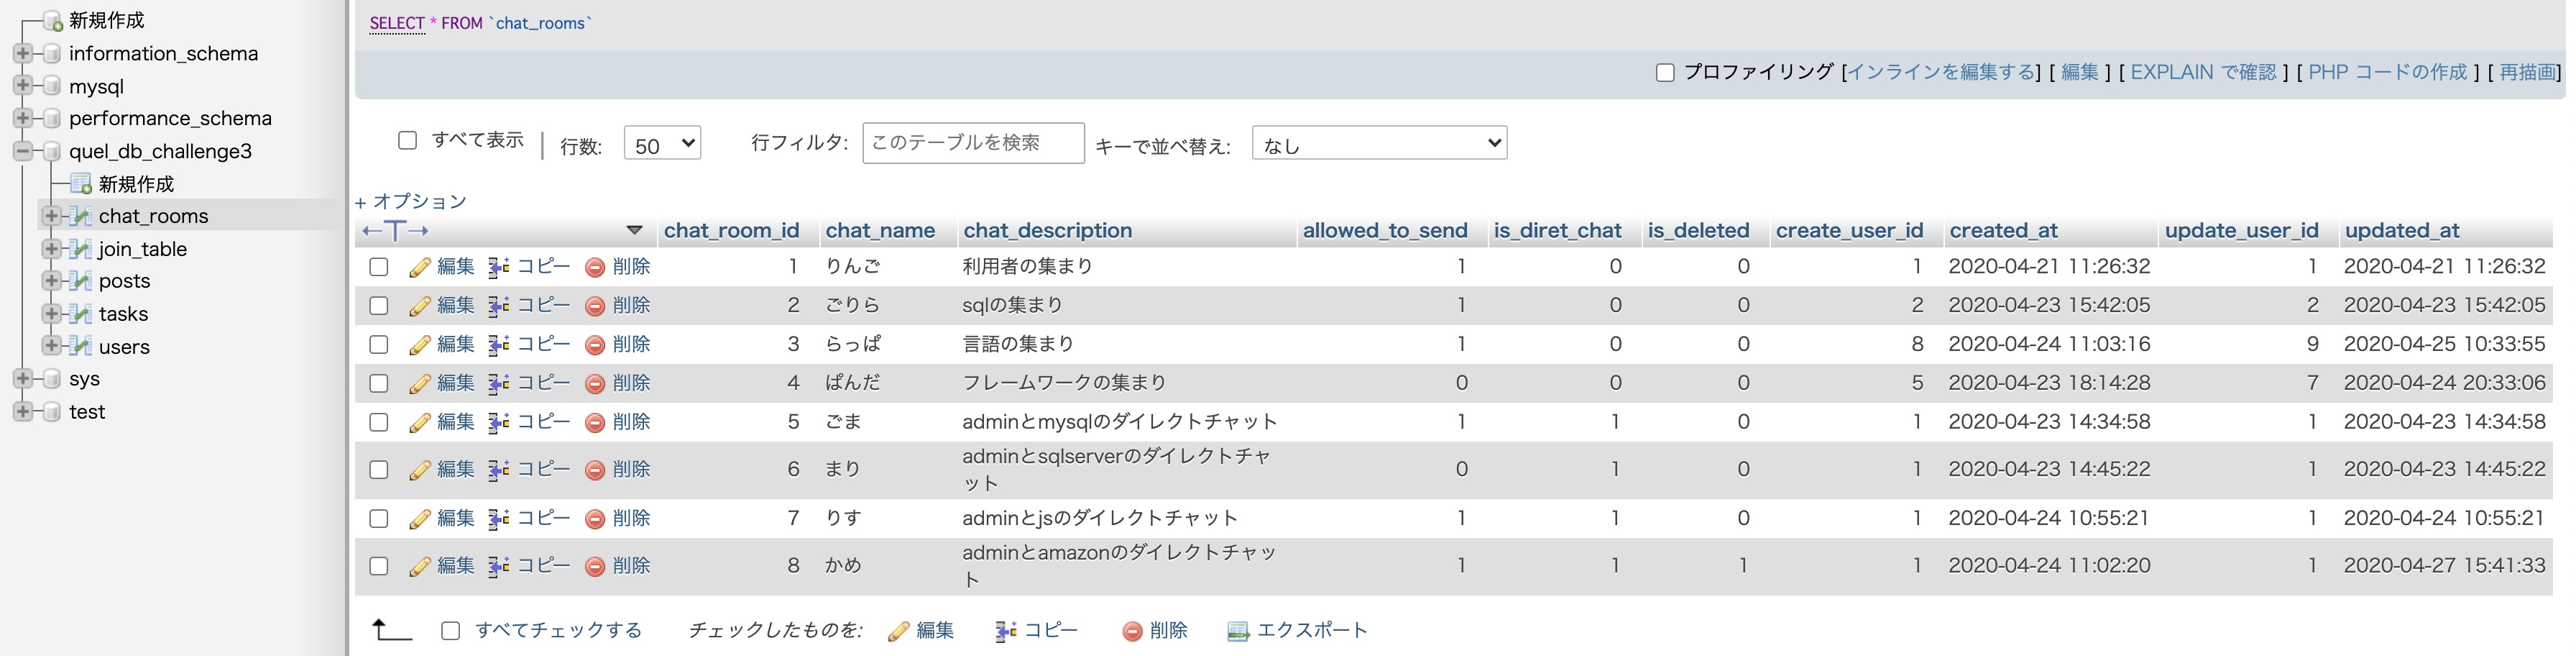 新規作成
information_schema
mysql
performance_schema
quel_db_challenge3
新規作成
chat_rooms
join_table
posts
tasks
users
sys
test
SELECT * FROM `chat_rooms`
プロファイリング [インラインを編集する] [ 編集 ] [ EXPLAIN で確認 ] [ PHP コードの作成 ] [ 再描画]
すべて表示 | 行数: 50 行フィルタ: このテーブルを検索 キーで並べ替え: なし
+ オプション
←T→ chat_room_id chat_name chat_description allowed_to_send is_diret_chat is_deleted create_user_id created_at update_user_id updated_at
編集 コピー 削除 1 りんご 利用者の集まり 1 0 0 1 2020-04-21 11:26:32 1 2020-04-21 11:26:32
編集 コピー 削除 2 ごりら sqlの集まり 1 0 0 2 2020-04-23 15:42:05 2 2020-04-23 15:42:05
編集 コピー 削除 3 らっぱ 言語の集まり 1 0 0 8 2020-04-24 11:03:16 9 2020-04-25 10:33:55
編集 コピー 削除 4 ぱんだ フレームワークの集まり 0 0 0 5 2020-04-23 18:14:28 7 2020-04-24 20:33:06
編集 コピー 削除 5 ごま adminとmysqlのダイレクトチャット 1 1 0 1 2020-04-23 14:34:58 1 2020-04-23 14:34:58
編集 コピー 削除 6 まり adminとsqlserverのダイレクトチャ
ット 0 1 0 1 2020-04-23 14:45:22 1 2020-04-23 14:45:22
編集 コピー 削除 7 りす adminとjsのダイレクトチャット 1 1 0 1 2020-04-24 10:55:21 1 2020-04-24 10:55:21
編集 コピー 削除 8 かめ adminとamazonのダイレクトチャッ
ト 1 1 1 1 2020-04-24 11:02:20 1 2020-04-27 15:41:33
すべてチェックする チェックしたものを: 編集 コピー 削除 エクスポート